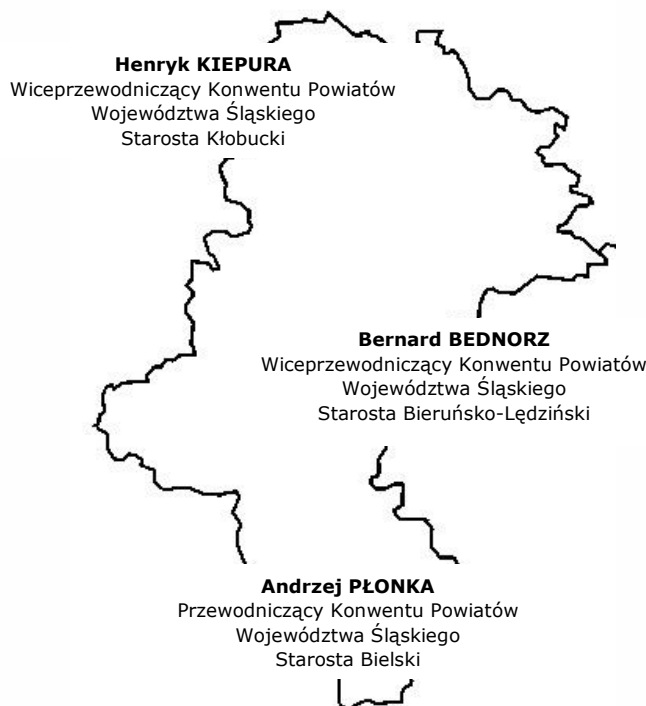 Henryk KIEPURA
Wiceprzewodniczący Konwentu Powiatów
Województwa Śląskiego
Starosta Kłobucki
Bernard BEDNORZ
Wiceprzewodniczący Konwentu Powiatów
Województwa Śląskiego
Starosta Bieruńsko-Lędziński
Andrzej PŁONKA
Przewodniczący Konwentu Powiatów
Województwa Śląskiego
Starosta Bielski